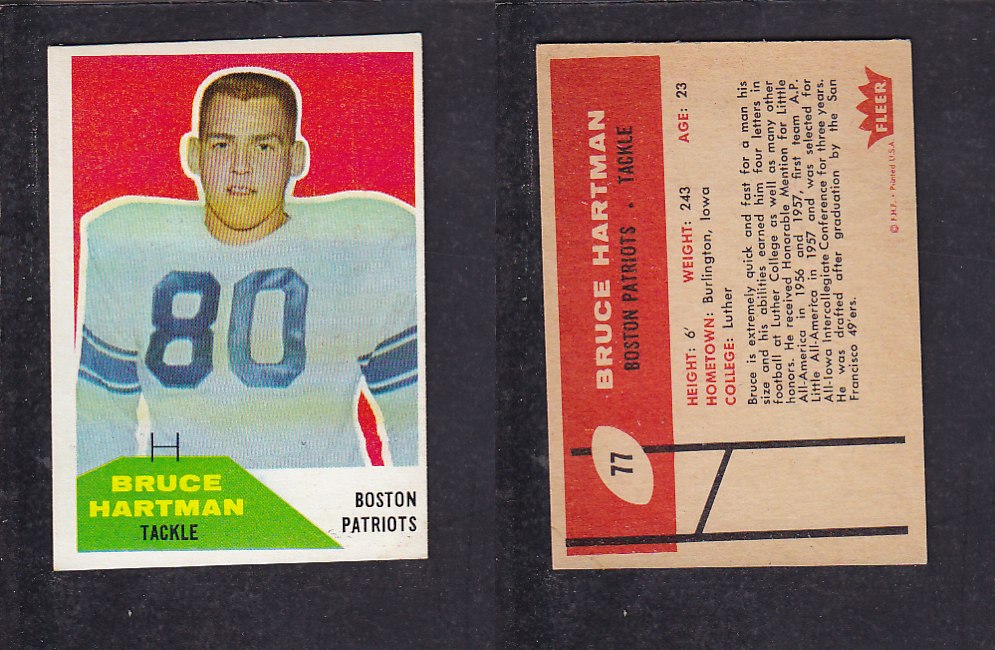 80
BRUCE
HARTMAN
TACKLE
BOSTON
PATRIOTS
77
BRUCE HARTMAN
BOSTON PATRIOTS • TACKLE
HEIGHT: 6' WEIGHT: 243 AGE: 23
HOMETOWN: Burlington, Iowa
COLLEGE: Luther
Bruce is extremely quick and fast for a man his
size and his abilities earned him four letters in
football at Luther College as well as many other
honors. He received Honorable Mention for Little
All-America in 1956 and 1957, first team A.P.
Little All-America in 1957 and was selected for
All-Iowa Intercollegiate Conference for three years.
He was drafted after graduation by the San
Francisco 49'ers.
FLEER
© F.H.F. • Printed U.S.A.